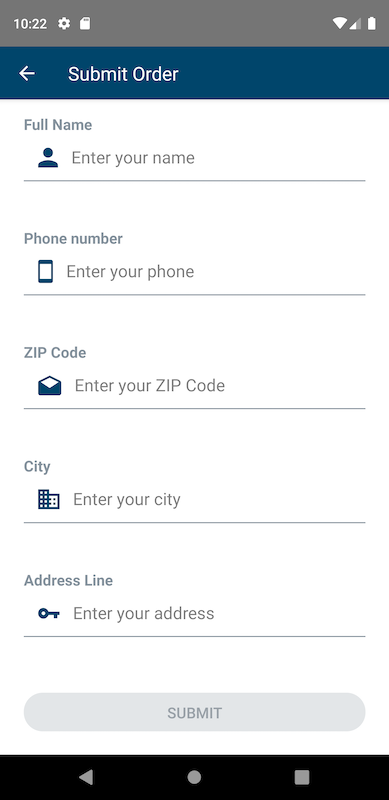 10:22
Submit Order
Full Name
Enter your name
Phone number
Enter your phone
ZIP Code
Enter your ZIP Code
City
Enter your city
Address Line
Enter your address
SUBMIT